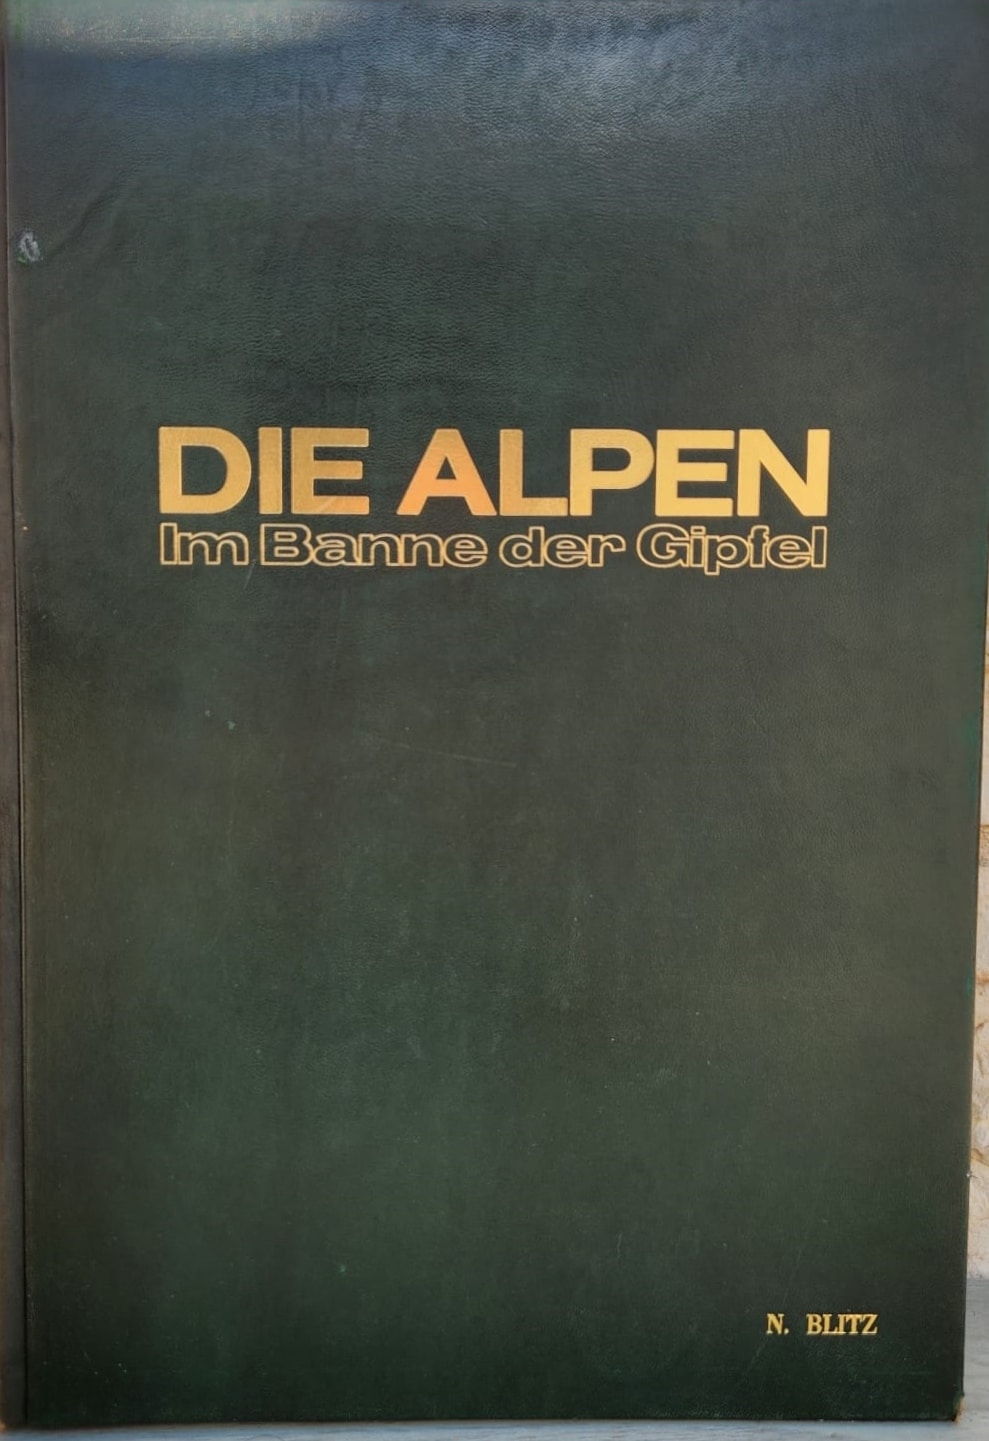 DIE ALPEN
Im Banne der Gipfel
N. BLITZ